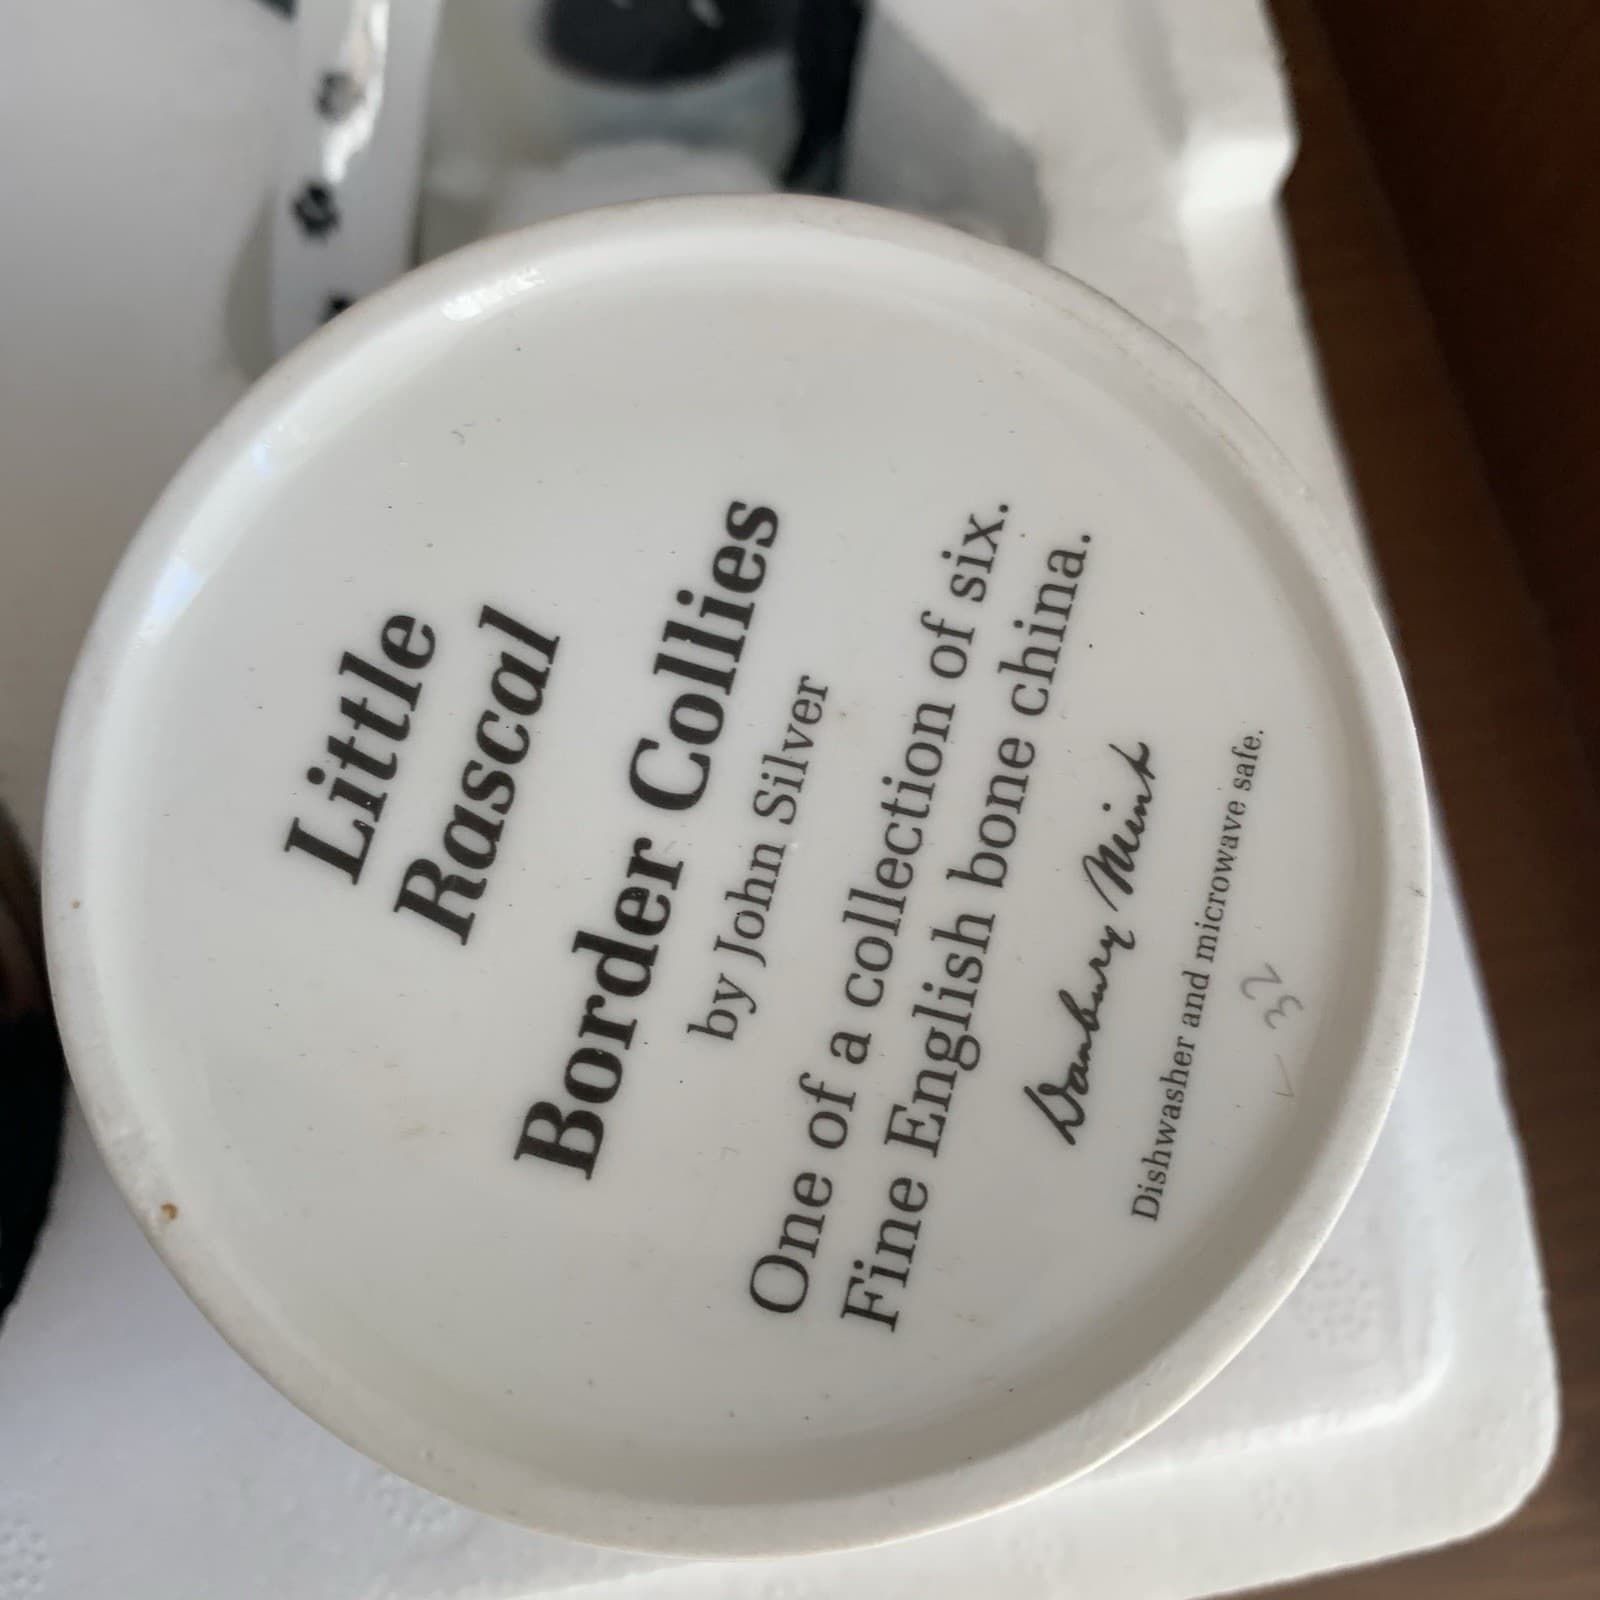 Little
Rascal
Border Collies
by John Silver
One of a collection of six.
Fine English bone china.
Danbury Mint
Dishwasher and microwave safe.
32